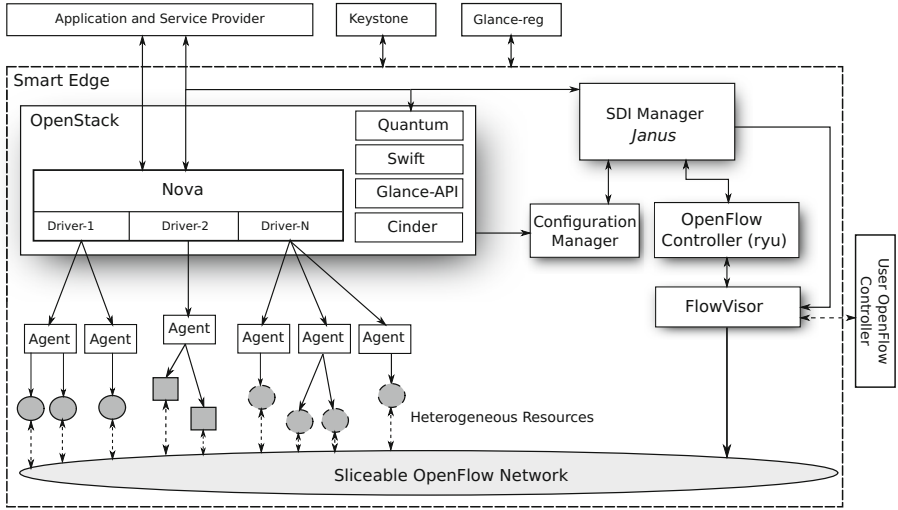 Application and Service Provider
Keystone
Glance-reg
Smart Edge
OpenStack
Quantum
Swift
Glance-API
Cinder
Nova
Driver-1
Driver-2
Driver-N
SDI Manager
Janus
Configuration
Manager
OpenFlow
Controller (ryu)
FlowVisor
User OpenFlow
Controller
Agent
Agent
Agent
Agent
Agent
Agent
Heterogeneous Resources
Sliceable OpenFlow Network